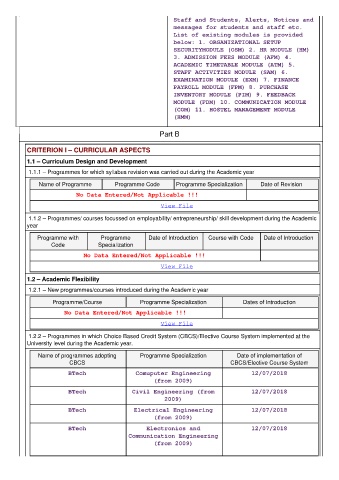 Staff and Students, Alerts, Notices and
messages for students and staff etc.
List of existing modules is provided
below: 1. ORGANIZATIONAL SETUP
SECURITYMODULE (OSM) 2. HR MODULE (HM)
3. ADMISSION FEES MODULE (AFM) 4.
ACADEMIC TIMETABLE MODULE (ATM) 5.
STAFF ACTIVITIES MODULE (SAM) 6.
EXAMINATION MODULE (EXM) 7. FINANCE
PAYROLL MODULE (FPM) 8. PURCHASE
INVENTORY MODULE (PIM) 9. FEEDBACK
MODULE (FDM) 10. COMMUNICATION MODULE
(COM) 11. HOSTEL MANAGEMENT MODULE
(HMM)
Part B
CRITERION I – CURRICULAR ASPECTS
1.1 – Curriculum Design and Development
1.1.1 – Programmes for which syllabus revision was carried out during the Academic year
Name of Programme Programme Code Programme Specialization Date of Revision
No Data Entered/Not Applicable !!!
View File
1.1.2 – Programmes/ courses focussed on employability/ entrepreneurship/ skill development during the Academic
year
Programme with Programme Date of Introduction Course with Code Date of Introduction
Code Specialization
No Data Entered/Not Applicable !!!
View File
1.2 – Academic Flexibility
1.2.1 – New programmes/courses introduced during the Academic year
Programme/Course Programme Specialization Dates of Introduction
No Data Entered/Not Applicable !!!
View File
1.2.2 – Programmes in which Choice Based Credit System (CBCS)/Elective Course System implemented at the
University level during the Academic year.
Name of programmes adopting Programme Specialization Date of implementation of
CBCS CBCS/Elective Course System
BTech Comuputer Engineering 12/07/2018
(from 2009)
BTech Civil Engineering (from 12/07/2018
2009)
BTech Electrical Engineering 12/07/2018
(from 2009)
BTech Electronics and 12/07/2018
Communication Engineering
(from 2009)